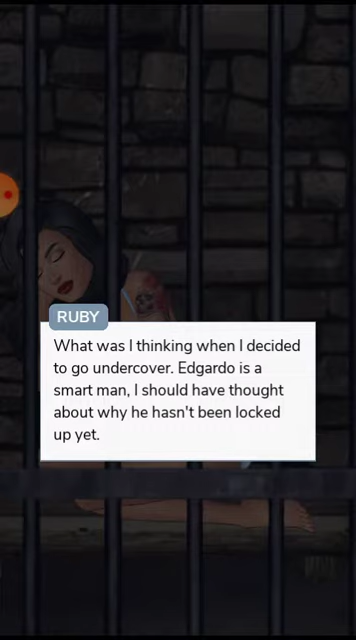 RUBY
What was I thinking when I decided
to go undercover. Edgardo is a
smart man, I should have thought
about why he hasn't been locked
up yet.